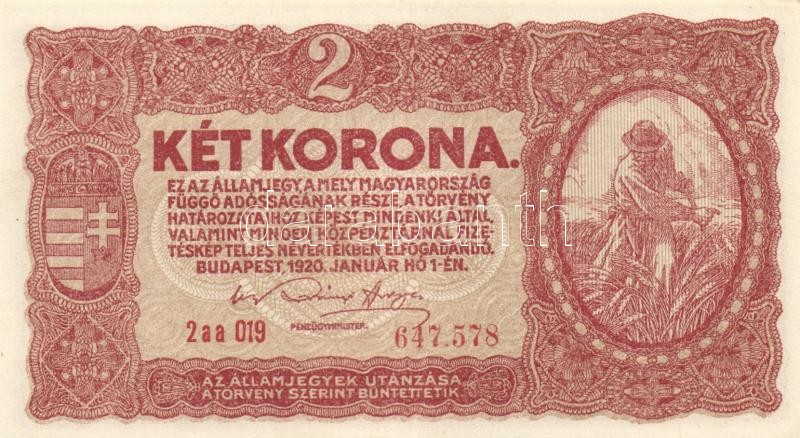 2
KÉT KORONA.
EZ AZ ÁLLAMJEGY, A MELY MAGYARORSZÁG
FÜGGŐ ADÓSSÁGÁNAK RÉSZE, A TÖRVÉNY
HATÁROZATAIHOZ KÉPEST MINDENKI ÁLTAL,
VALAMINT MINDEN KÖZPÉNZTÁRNÁL FIZE-
TÉSKÉP TELJES NÉVÉRTÉKBEN ELFOGADANDÓ.
BUDAPEST, 1920. JANUÁR HÓ 1-ÉN.
PÉNZÜGYMINISTER.
2aa 019 647.578
AZ ÁLLAMJEGYEK UTÁNZÁSA
A TÖRVÉNY SZERINT BÜNTETTETIK.
darabanth